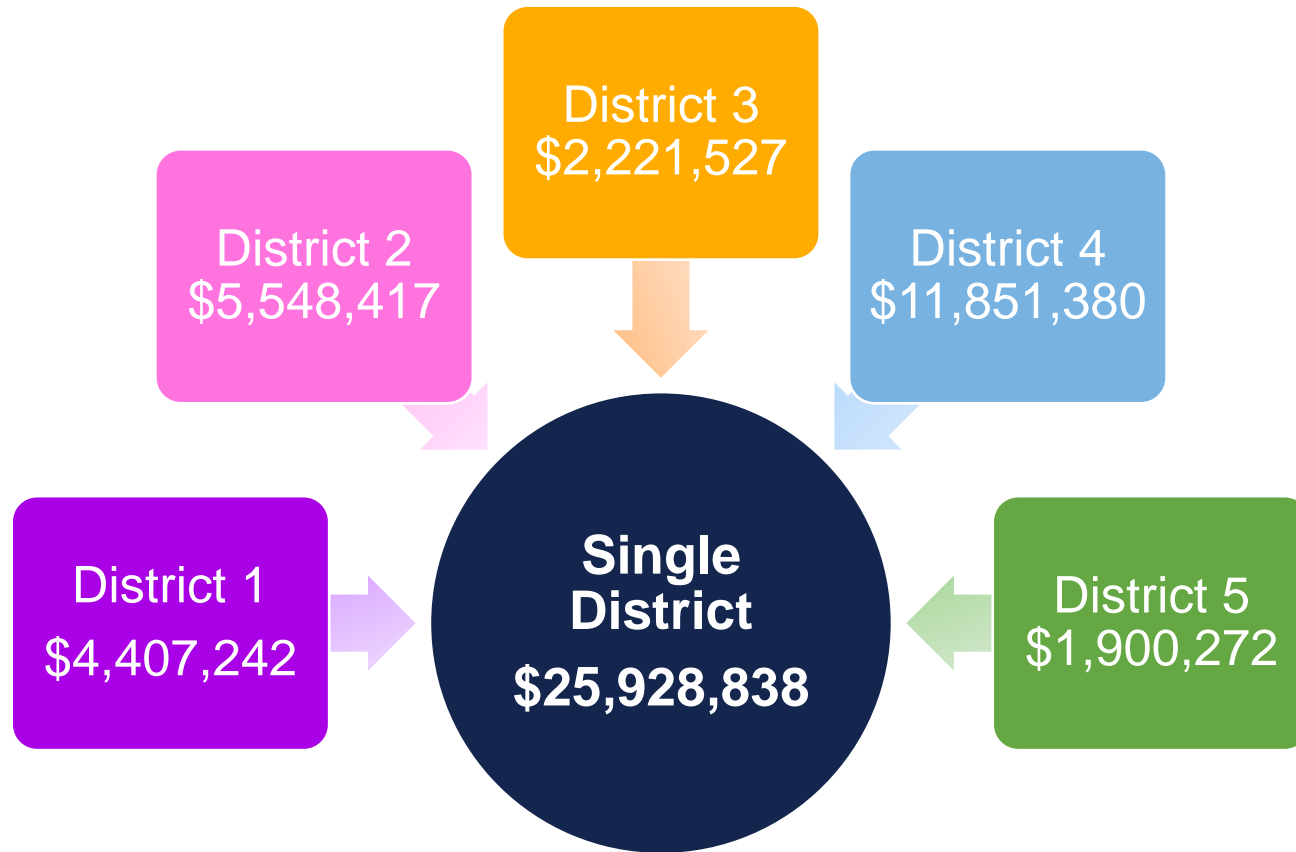 District 3
$2,221,527
District 2
$5,548,417
District 4
$11,851,380
District 1
$4,407,242
Single
District
$25,928,838
District 5
$1,900,272